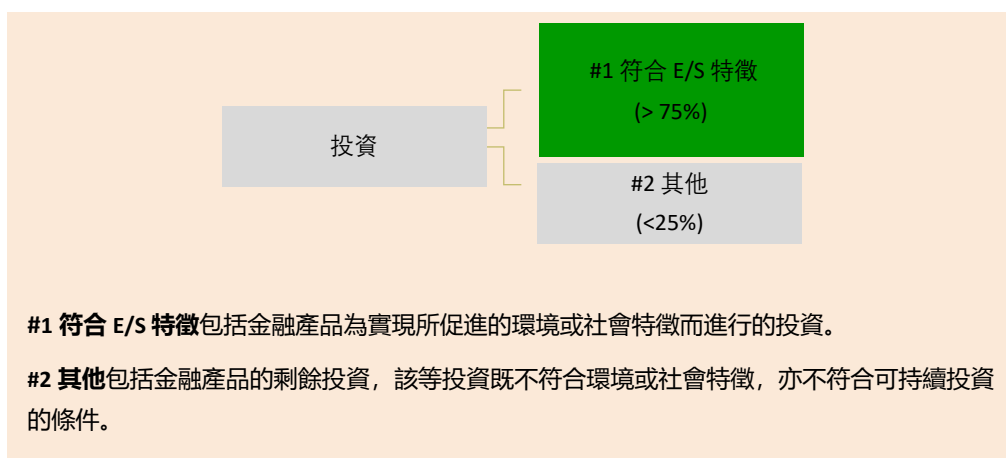 #1 符合 E/S 特徵
(> 75%)
投資
#2 其他
(<25%)
#1 符合 E/S 特徵包括金融產品為實現所促進的環境或社會特徵而進行的投資。
#2 其他包括金融產品的剩餘投資，該等投資既不符合環境或社會特徵，亦不符合可持續投資
的條件。